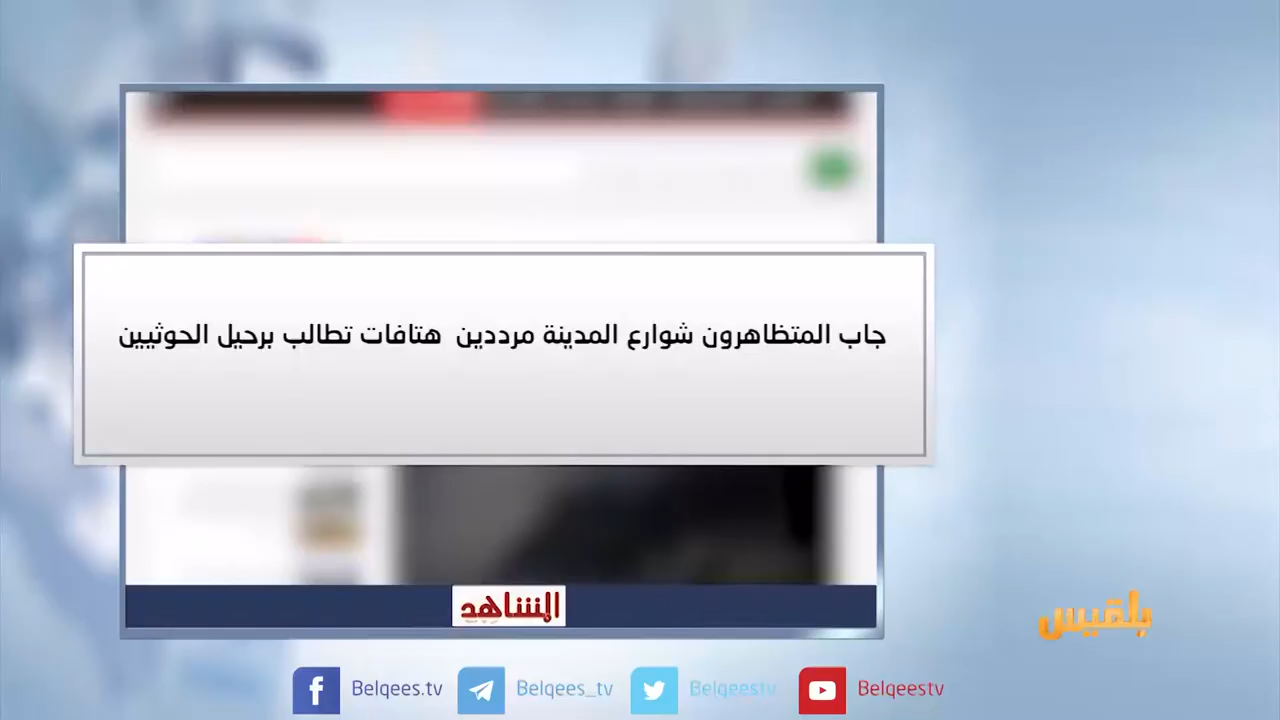 جاب المتظاهرون شوارع المدينة مرددين هتافات تطالب برحيل الحوثيين
المشاهد
بلقيس
Belqees.tv Belqees_tv Belqeestv Belqeestv